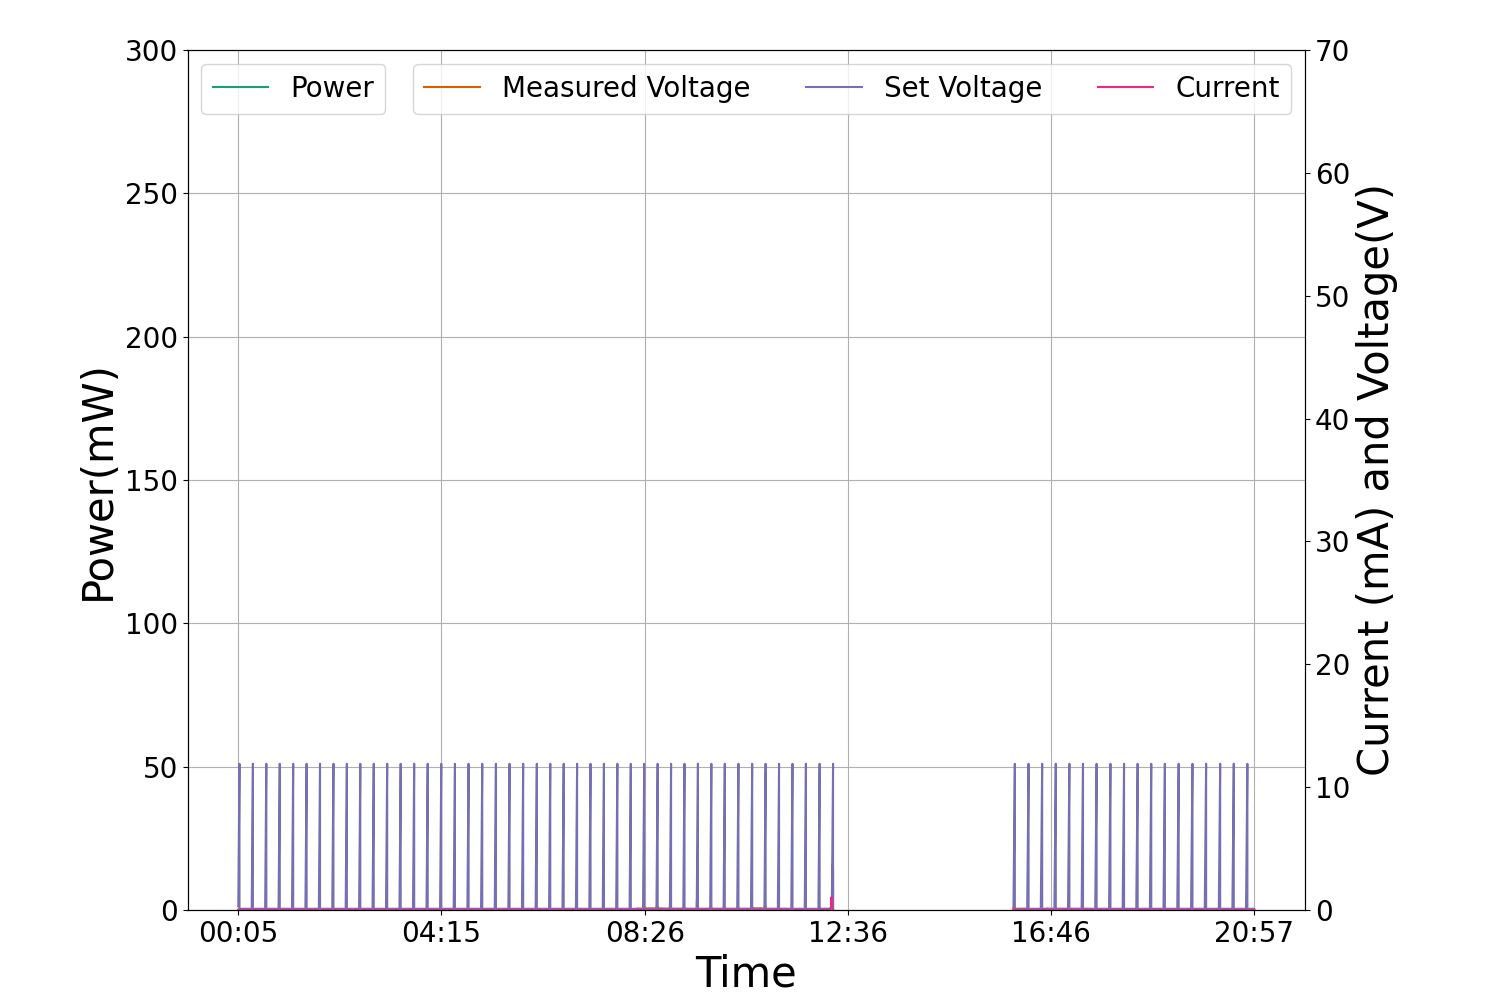 Power
Measured Voltage
Set Voltage
Current
300
250
200
150
100
50
0
Power(mW)
70
60
50
40
30
20
10
0
Current (mA) and Voltage(V)
00:05 04:15 08:26 12:36 16:46 20:57
Time